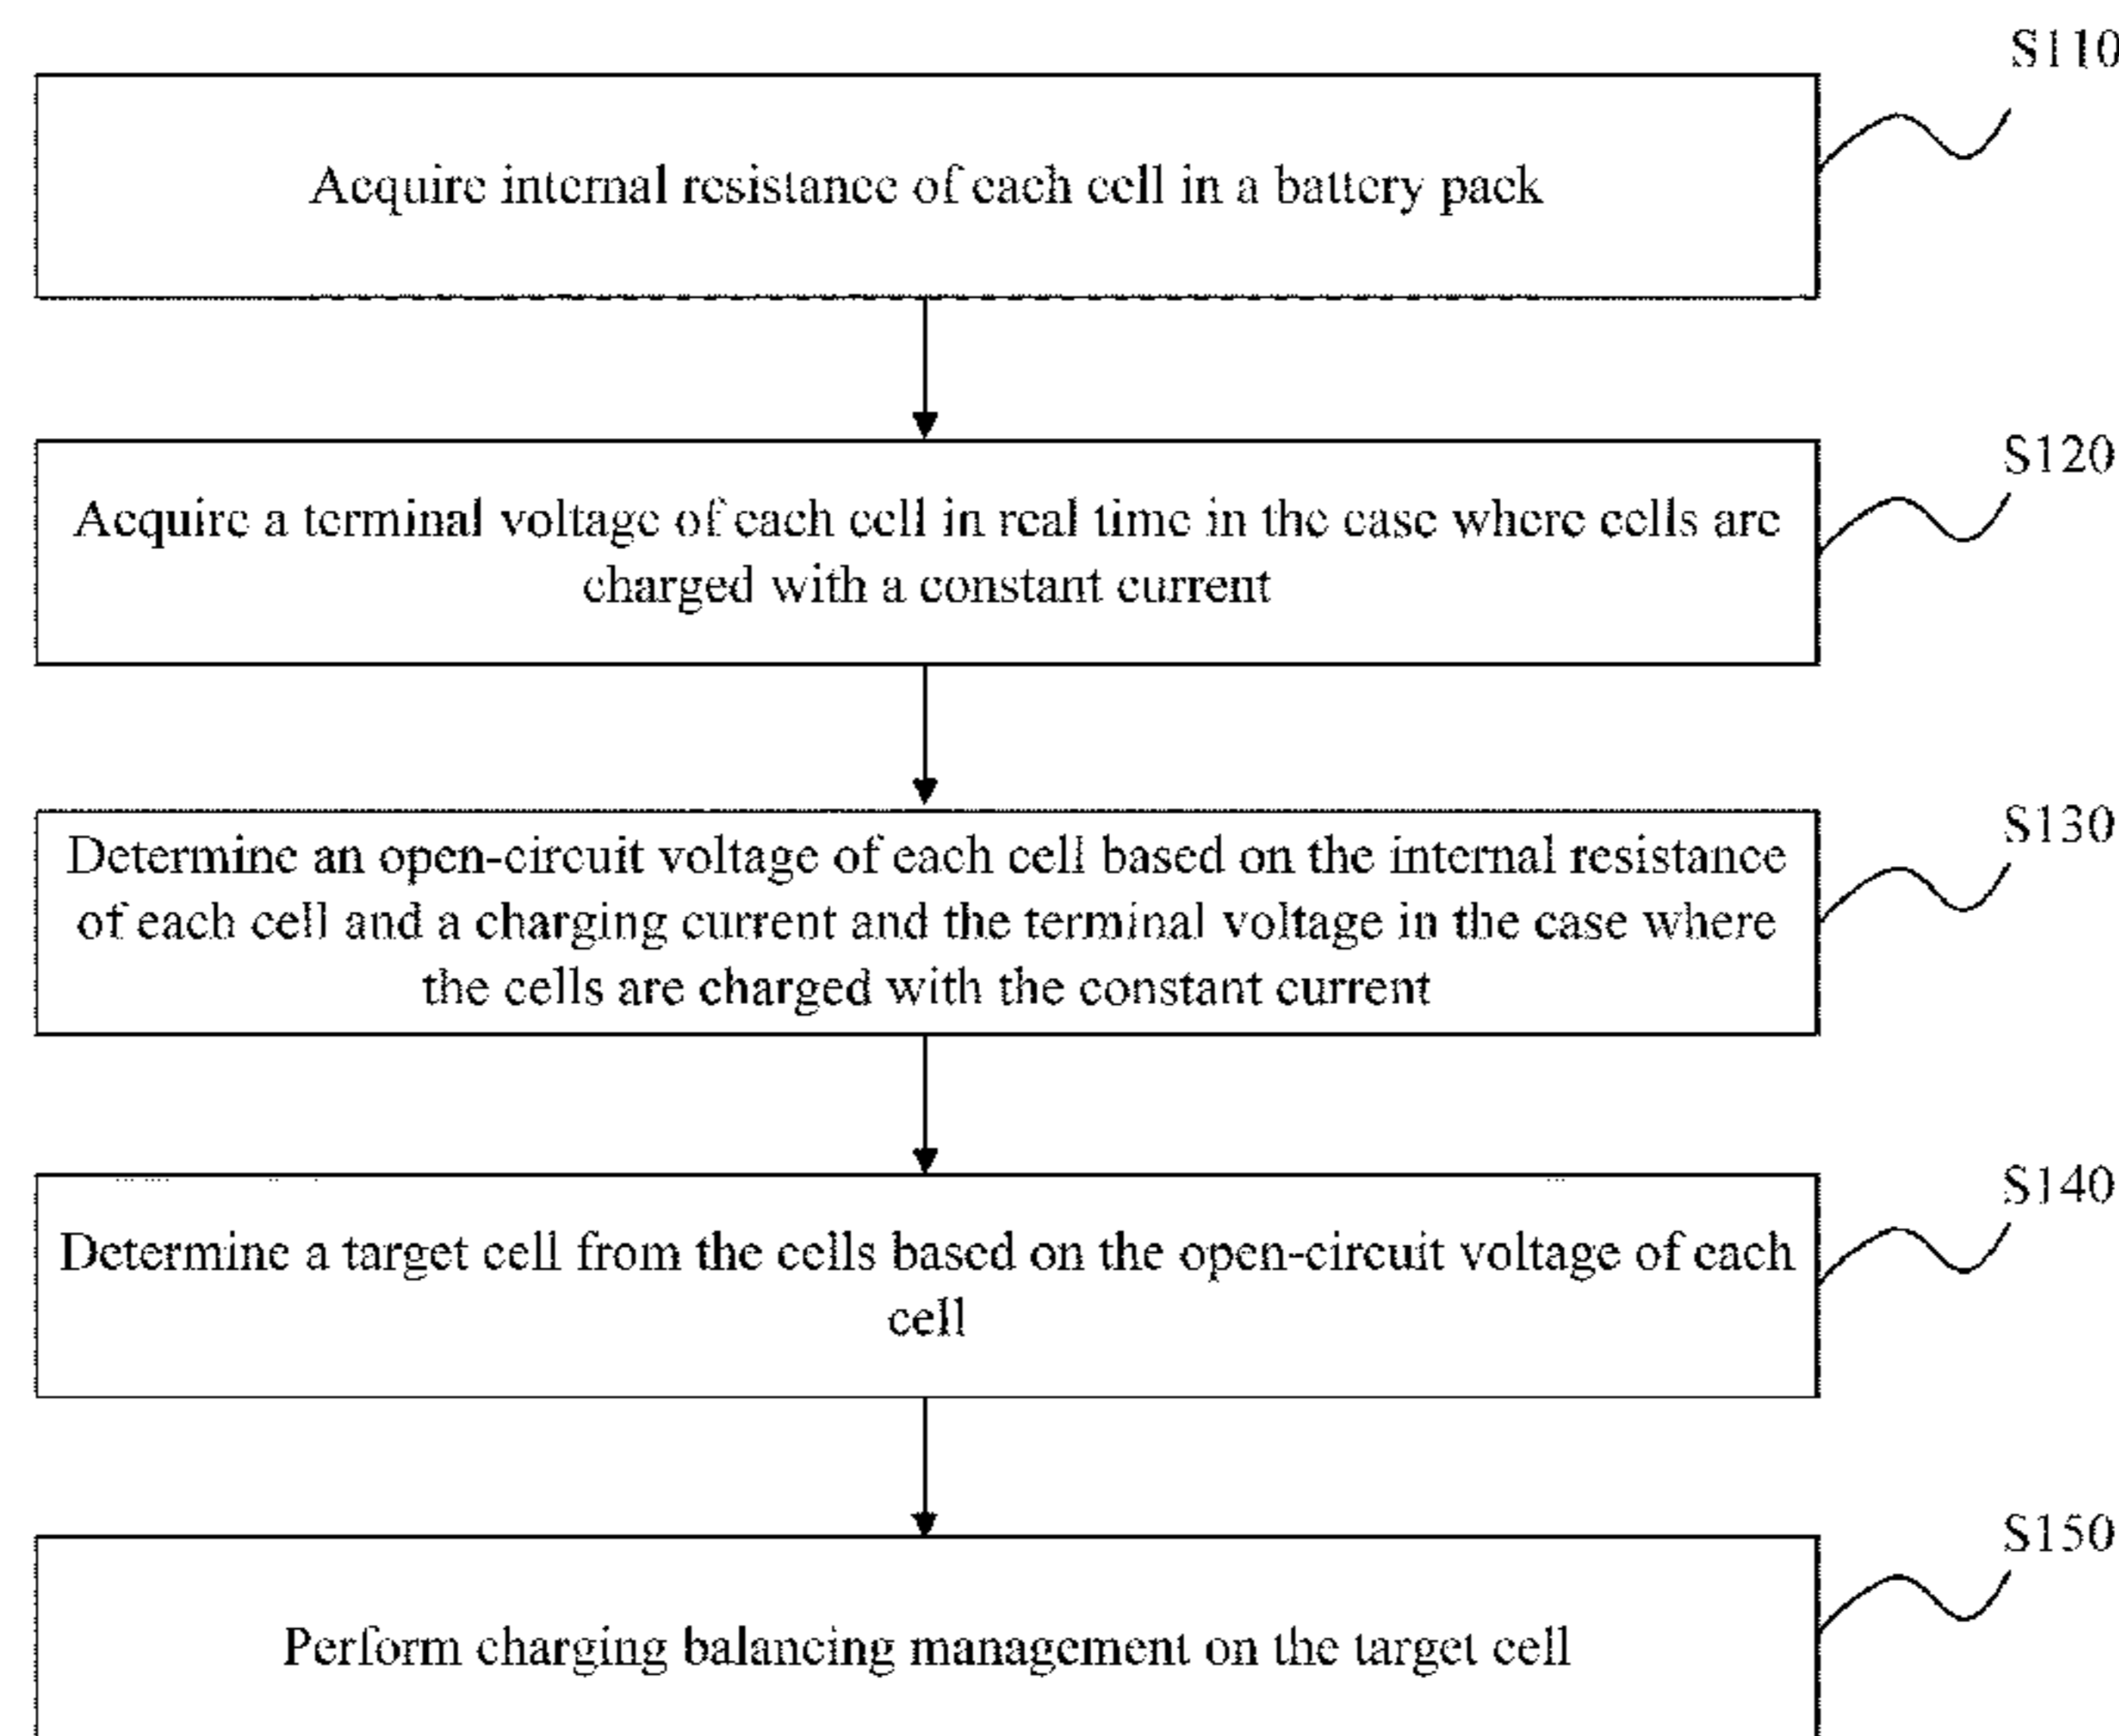 S110
Acquire internal resistance of each cell in a battery pack
S120
Acquire a terminal voltage of each cell in real time in the case where cells are
charged with a constant current
S130
Determine an open-circuit voltage of each cell based on the internal resistance
of each cell and a charging current and the terminal voltage in the case where
the cells are charged with the constant current
S140
Determine a target cell from the cells based on the open-circuit voltage of each
cell
S150
Perform charging balancing management on the target cell